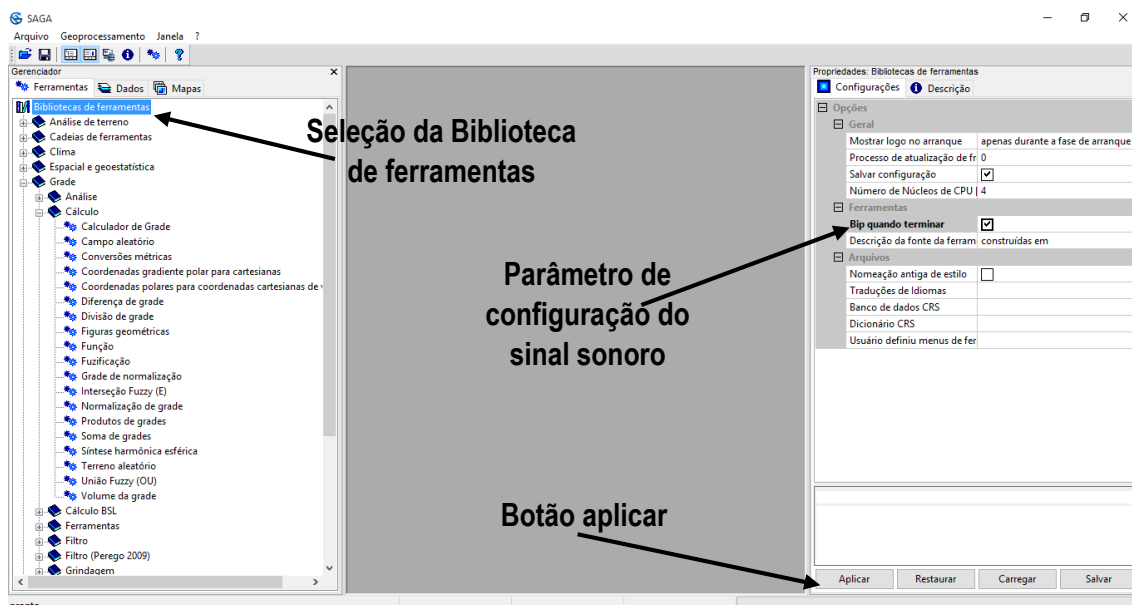 SAGA
Arquivo Geoprocessamento Janela ?
Gerenciador
Ferramentas Dados Mapas
Bibliotecas de ferramentas
Análise de terreno
Cadeias de ferramentas
Clima
Espacial e geoestatística
Grade
Análise
Cálculo
Calculador de Grade
Campo aleatório
Conversões métricas
Coordenadas gradiente polar para cartesianas
Coordenadas polares para coordenadas cartesianas de
Diferença de grade
Divisão de grade
Figuras geométricas
Função
Fuzificação
Grade de normalização
Interseção Fuzzy (E)
Normalização de grade
Produtos de grades
Soma de grades
Síntese harmônica esférica
Terreno aleatório
União Fuzzy (OU)
Volume da grade
Cálculo BSL
Ferramentas
Filtro
Filtro (Perego 2009)
Grindagem
Seleção da Biblioteca
de ferramentas
Parâmetro de
configuração do
sinal sonoro
Botão aplicar
Propriedades: Bibliotecas de ferramentas
Configurações Descrição
Opções
Geral
Mostrar logo no arranque apenas durante a fase de arranque
Processo de atualização de fr 0
Salvar configuração
Número de Núcleos de CPU [ 4
Ferramentas
Bip quando terminar
Descrição da fonte da ferram construídas em
Arquivos
Nomeação antiga de estilo
Traduções de Idiomas
Banco de dados CRS
Dicionário CRS
Usuário definiu menus de fer
Aplicar Restaurar Carregar Salvar